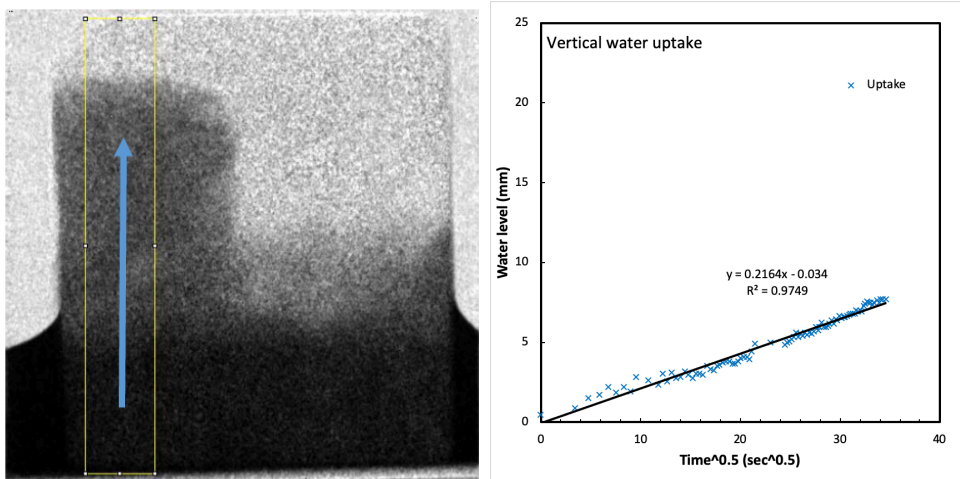 Vertical water uptake
Uptake
y = 0.2164x - 0.034
R² = 0.9749
Water level (mm)
25
20
15
10
5
0
0 10 20 30 40
Time^0.5 (sec^0.5)